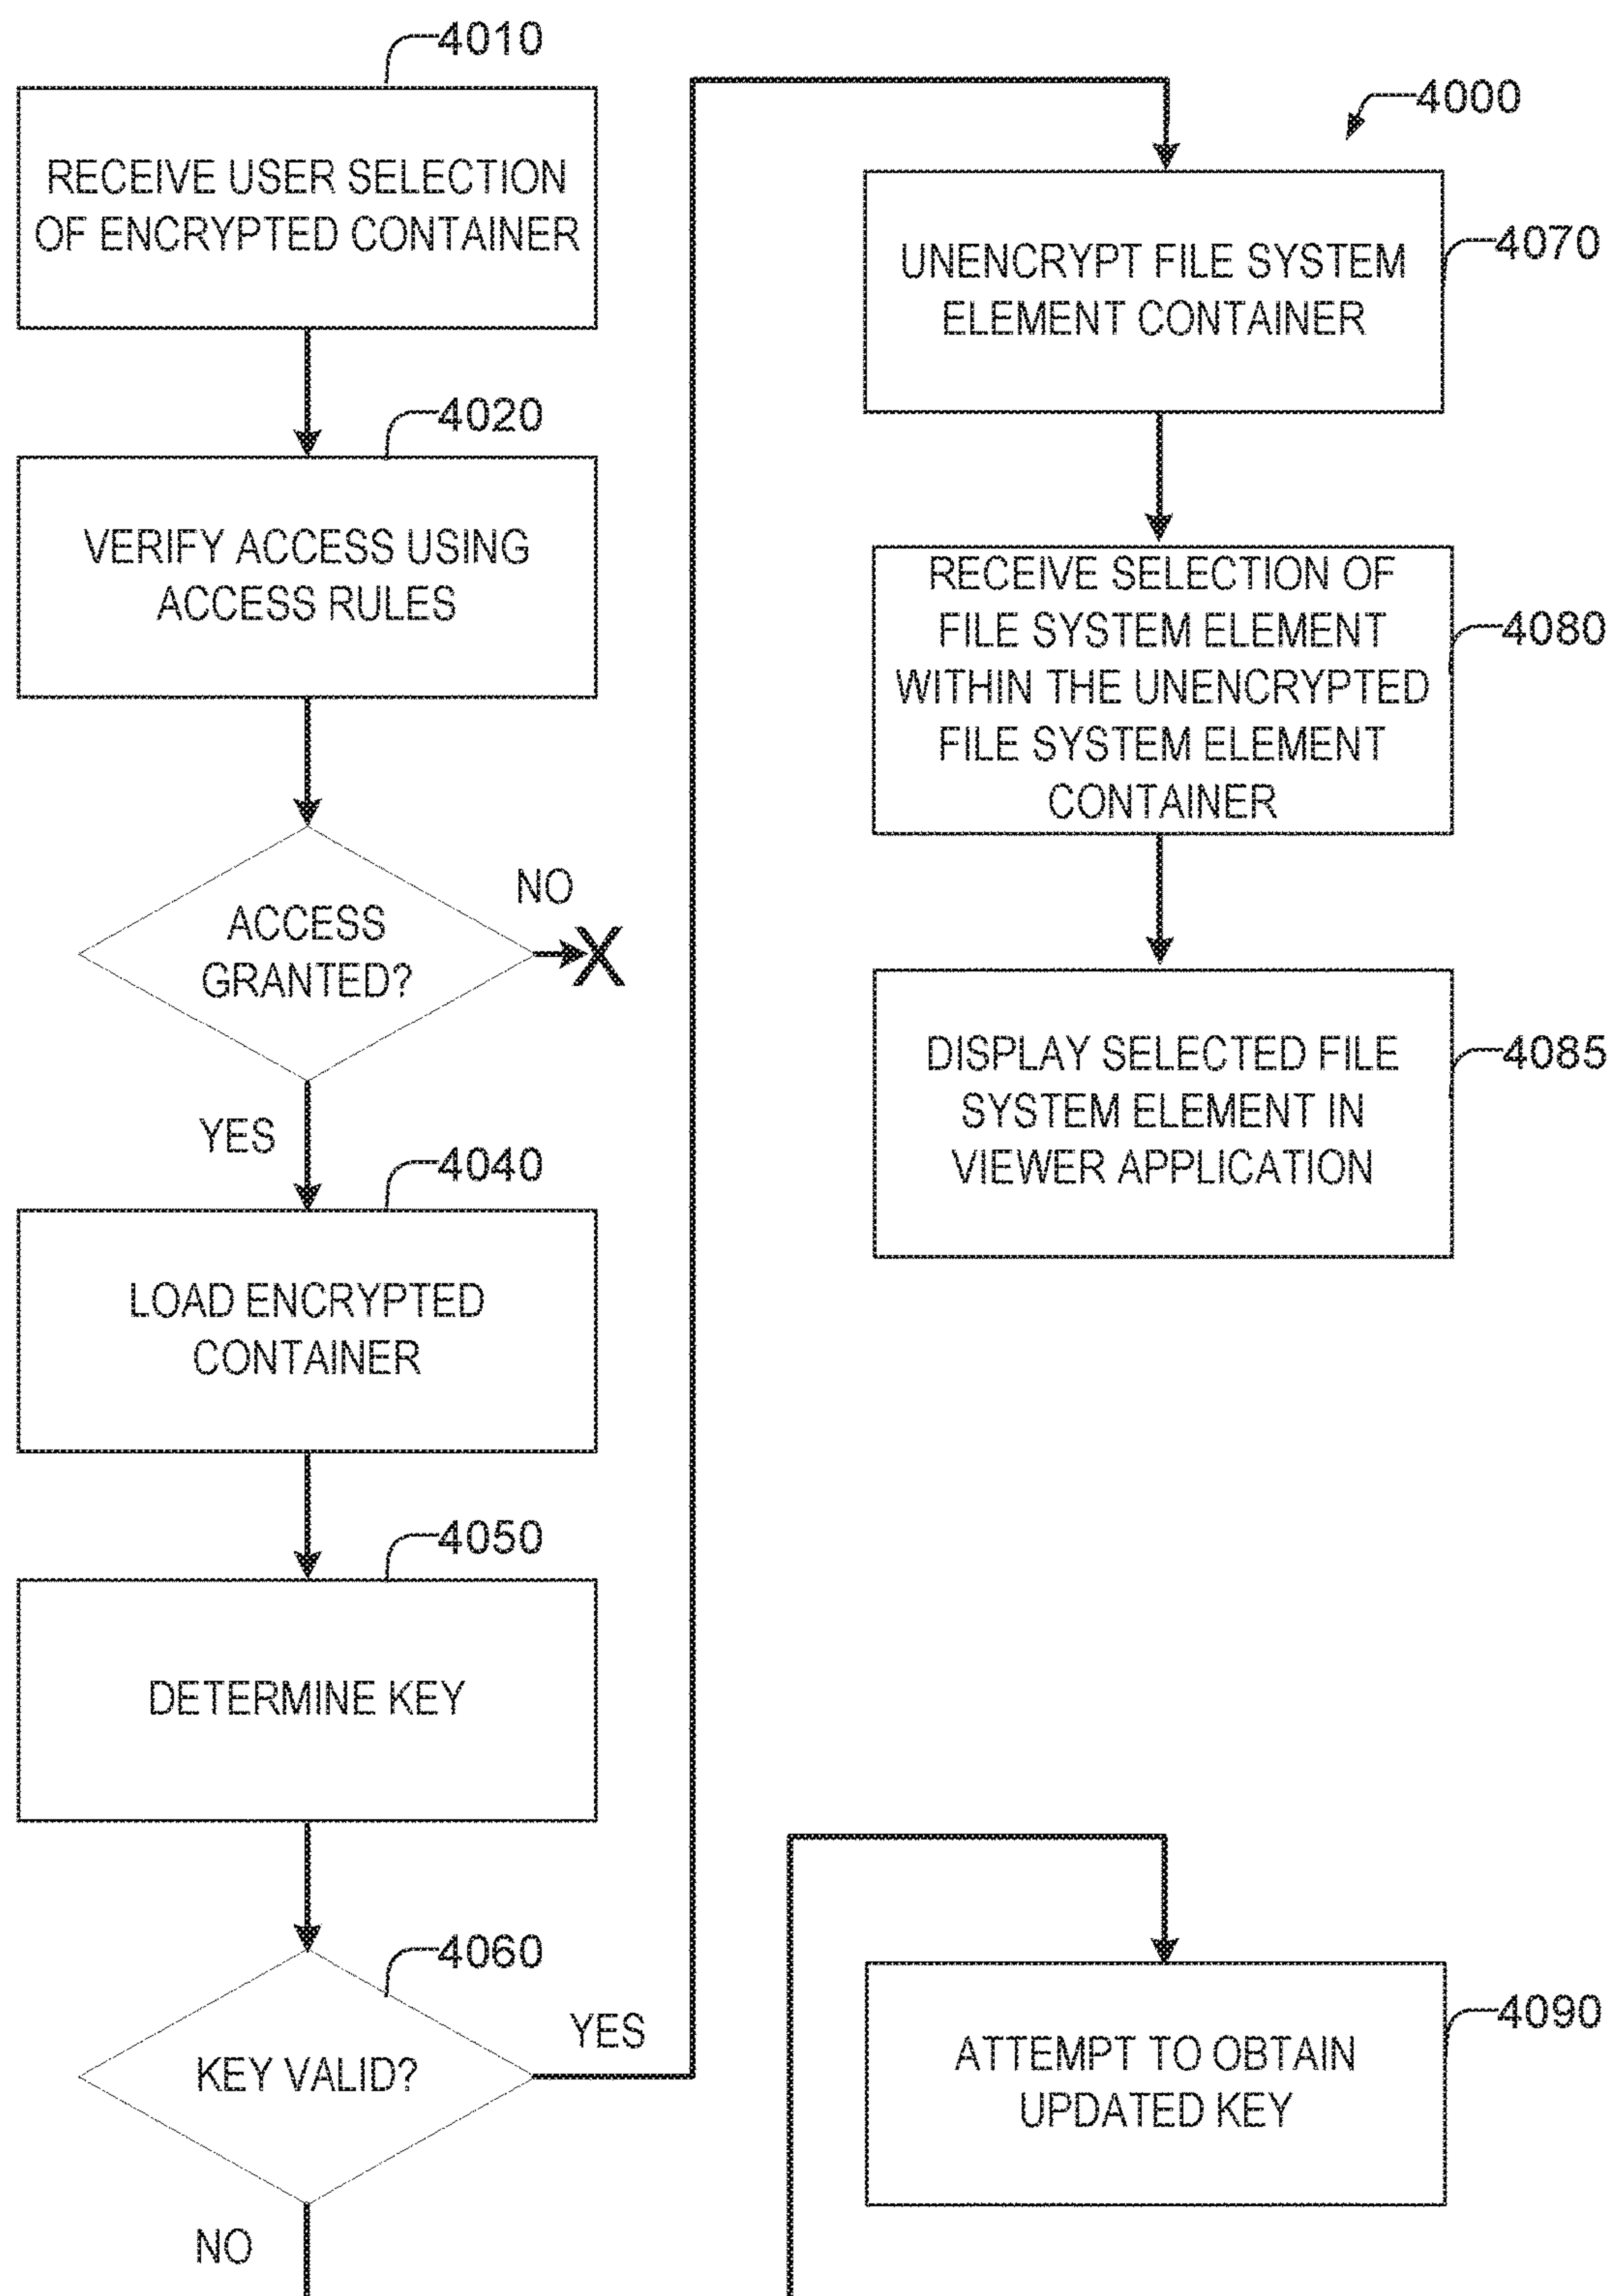 4010
RECEIVE USER SELECTION
OF ENCRYPTED CONTAINER
4020
VERIFY ACCESS USING
ACCESS RULES
ACCESS
GRANTED?
NO
X
YES
4040
LOAD ENCRYPTED
CONTAINER
4050
DETERMINE KEY
4060
KEY VALID?
YES
NO
4000
4070
UNENCRYPT FILE SYSTEM
ELEMENT CONTAINER
4080
RECEIVE SELECTION OF
FILE SYSTEM ELEMENT
WITHIN THE UNENCRYPTED
FILE SYSTEM ELEMENT
CONTAINER
4085
DISPLAY SELECTED FILE
SYSTEM ELEMENT IN
VIEWER APPLICATION
4090
ATTEMPT TO OBTAIN
UPDATED KEY